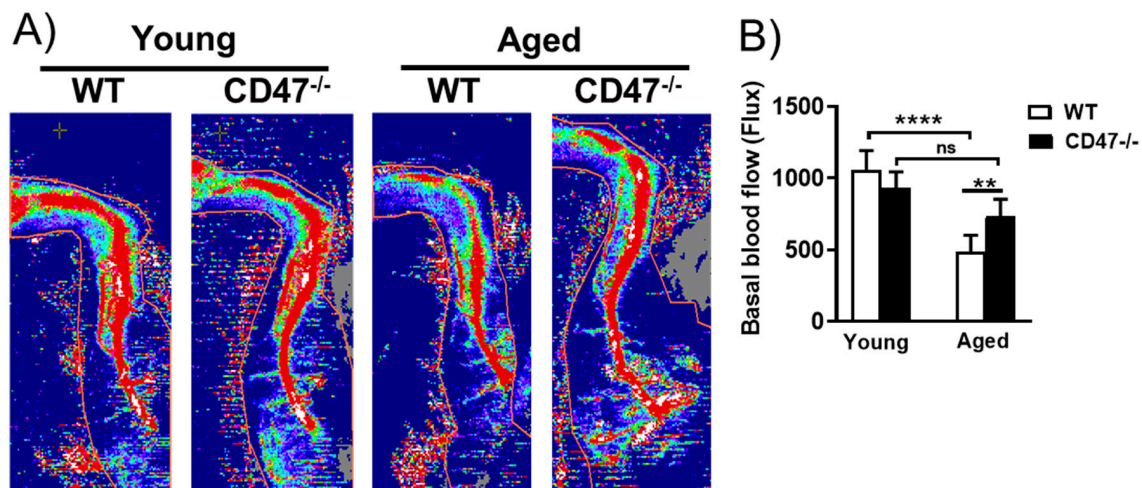 A)
Young
Aged
WT
CD47-/-
WT
CD47-/-
B)
Basal blood flow (Flux)
1500
1000
500
0
****
ns
**
Young
Aged
WT
CD47-/-